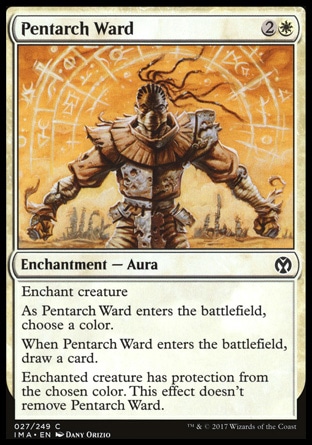 Pentarch Ward 2
Enchantment — Aura
Enchant creature
As Pentarch Ward enters the battlefield,
choose a color.
When Pentarch Ward enters the battlefield,
draw a card.
Enchanted creature has protection
from the chosen color. This effect doesn't
remove Pentarch Ward.
027/249 C
IMA • EN Dany Orizio
™ & © 2017 Wizards of the Coast